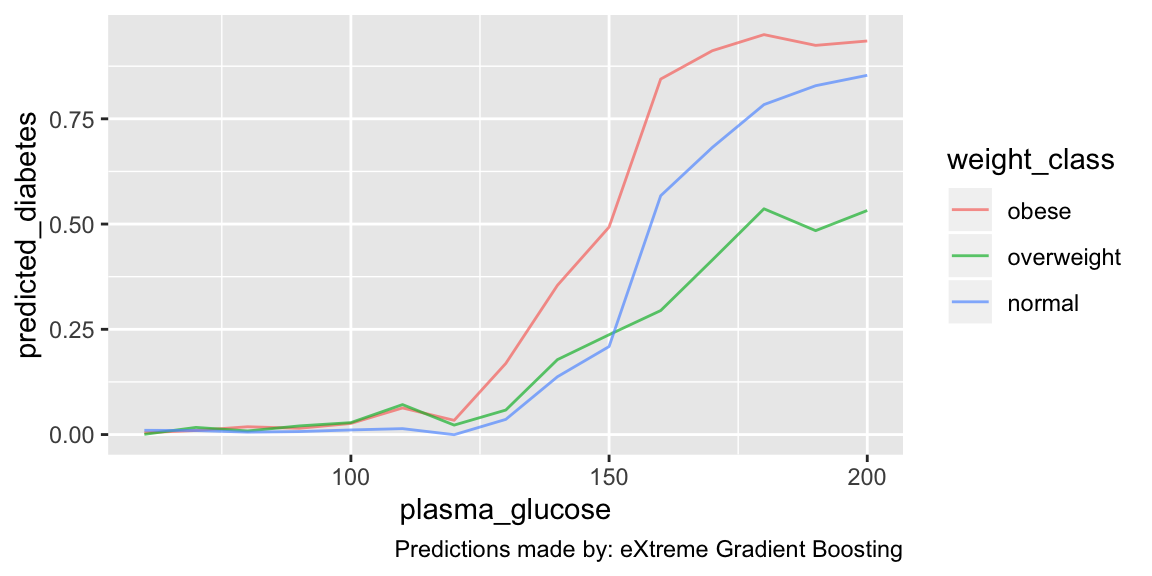 predicted_diabetes
0.75
0.50
0.25
0.00
100 150 200
plasma_glucose
Predictions made by: eXtreme Gradient Boosting
weight_class
obese
overweight
normal